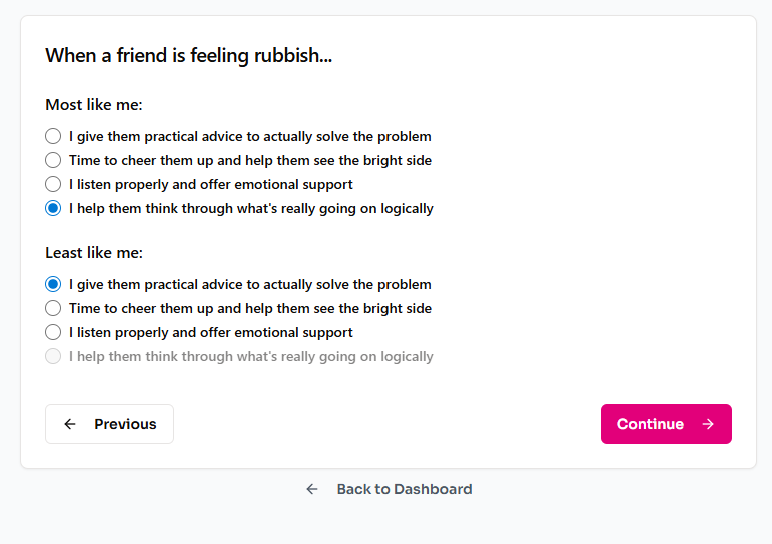 When a friend is feeling rubbish...
Most like me:
I give them practical advice to actually solve the problem
Time to cheer them up and help them see the bright side
I listen properly and offer emotional support
I help them think through what's really going on logically
Least like me:
I give them practical advice to actually solve the problem
Time to cheer them up and help them see the bright side
I listen properly and offer emotional support
I help them think through what's really going on logically
← Previous
Continue →
← Back to Dashboard